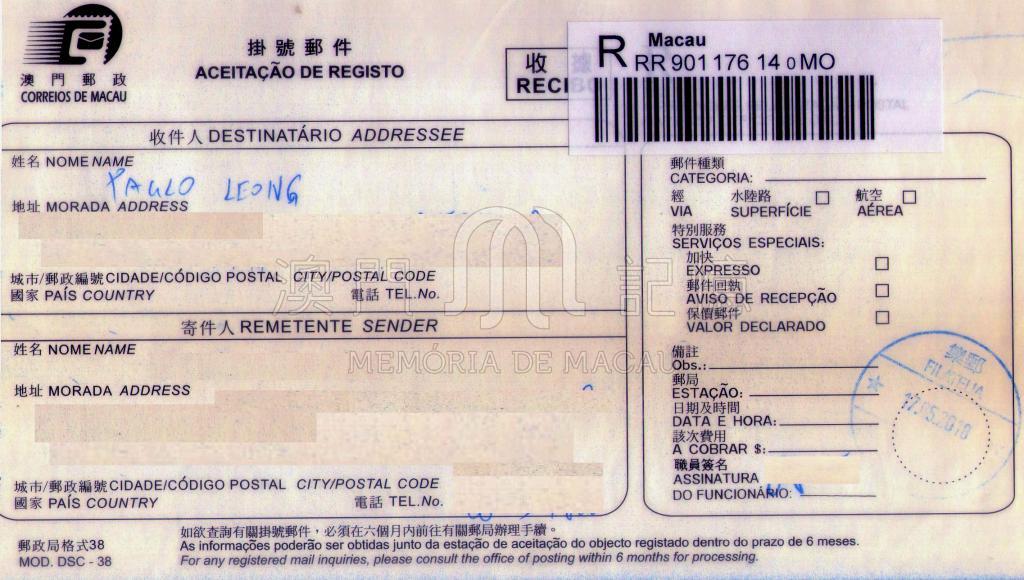 澳門郵政
CORREIOS DE MACAU
掛號郵件
ACEITAÇÃO DE REGISTO
收
RECI
R Macau
RR 901 176 14 0 MO
收件人 DESTINATÁRIO ADDRESSEE
姓名 NOME NAME
PAULO LEONG
地址 MORADA ADDRESS
城市/郵政編號 CIDADE/CÓDIGO POSTAL CITY/POSTAL CODE
國家 PAÍS COUNTRY 電話 TEL.No.
寄件人 REMETENTE SENDER
姓名 NOME NAME
地址 MORADA ADDRESS
城市/郵政編號 CIDADE/CÓDIGO POSTAL CITY/POSTAL CODE
國家 PAÍS COUNTRY 電話 TEL.No.
郵件種類
CATEGORIA:
經 水陸路 航空
VIA SUPERFÍCIE AÉREA
特別服務
SERVIÇOS ESPECIAIS:
加快
EXPRESSO
郵件回執
AVISO DE RECEPÇÃO
保價郵件
VALOR DECLARADO
備註
Obs.:
郵局
ESTAÇÃO:
日期及時間
DATA E HORA:
該次費用
A COBRAR $:
職員簽名
ASSINATURA
DO FUNCIONÁRIO:
FILATELIA
17.05.2018
澳門記憶
MEMÓRIA DE MACAU
郵政局格式38
MOD. DSC - 38
如欲查詢有關掛號郵件，必須在六個月內前往有關郵局辦理手續。
As informações poderão ser obtidas junto da estação de aceitação do objecto registado dentro do prazo de 6 meses.
For any registered mail inquiries, please consult the office of posting within 6 months for processing.